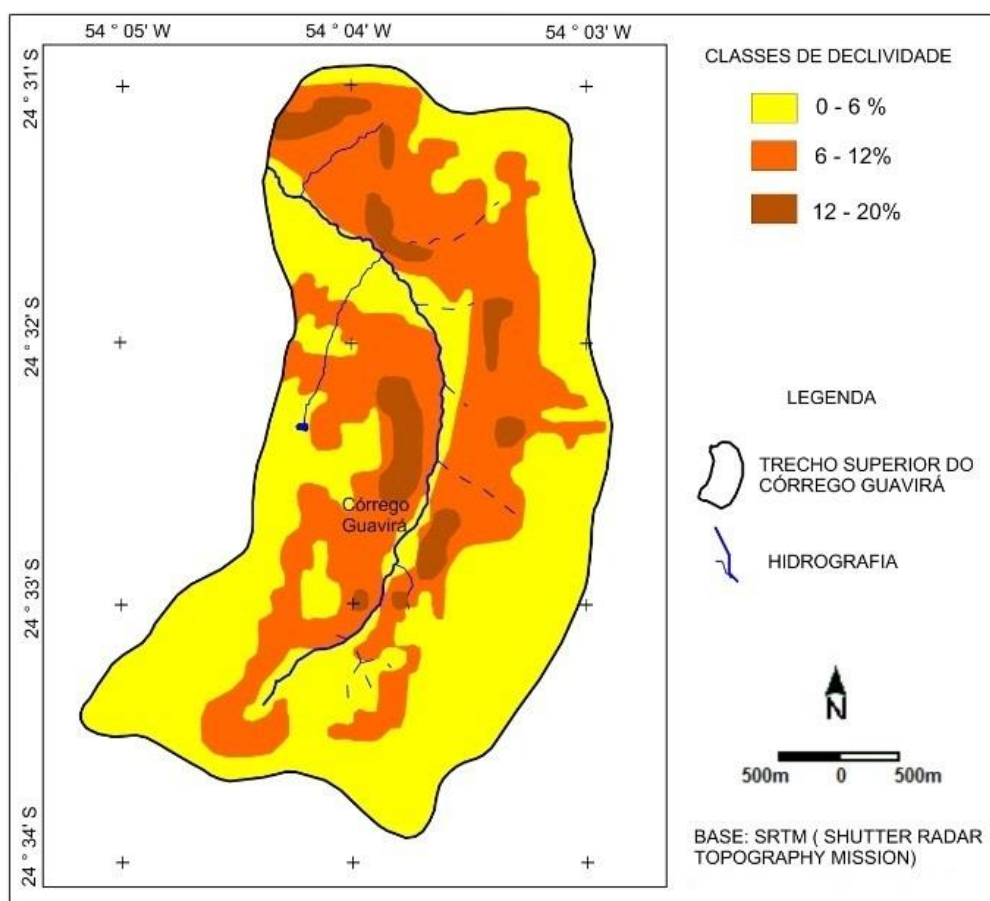 54 ° 05' W
54 ° 04' W
54 ° 03' W
24 ° 31' S
24 ° 32' S
24 ° 33' S
24 ° 34' S
Córrego
Guavirá
CLASSES DE DECLIVIDADE
0 - 6 %
6 - 12%
12 - 20%
LEGENDA
TRECHO SUPERIOR DO
CÓRREGO GUAVIRÁ
HIDROGRAFIA
N
500m 0 500m
BASE: SRTM ( SHUTTER RADAR
TOPOGRAPHY MISSION)